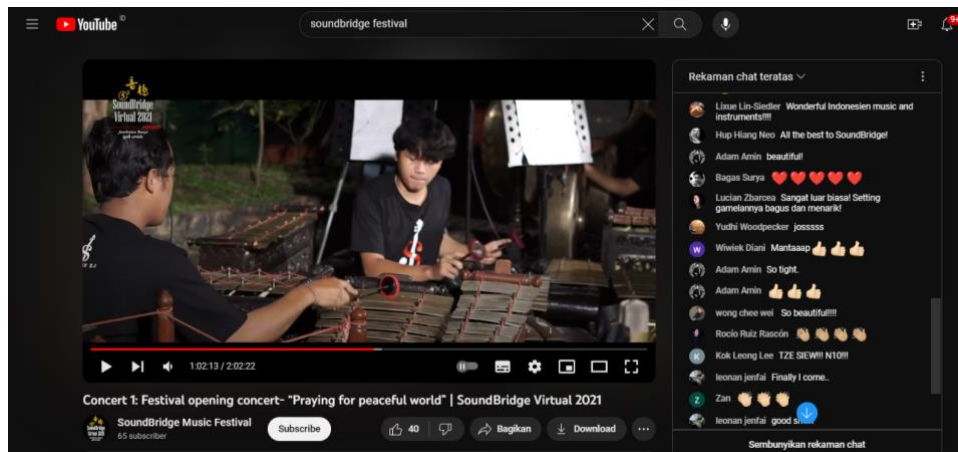 YouTube
soundbridge festival
9+
音橋
SoundBridge
Virtual 2021
Rekaman chat teratas
Lixue Lin-Siedler Wonderful Indonesien music and
instruments!!!!
Hup Hiang Neo All the best to SoundBridge!
Adam Amin beautiful!
Bagas Surya ❤️❤️❤️❤️❤️
Lucian Zbarcea Sangat luar biasa! Setting
gamelannya bagus dan menarik!
Yudhi Woodpecker josssss
W Wiwiek Diani Mantaaap 👍🏻👍🏻👍🏻
Adam Amin So tight.
Adam Amin 👍🏻👍🏻👍🏻
wong chee wei So beautiful!!!!
Rocío Ruiz Rascón 👏🏼👏🏼👏🏼👏🏼
K Kok Leong Lee TZE SIEW!!! N10!!!
leonan jenfai Finally I come..
Z Zan 👏🏻👏🏻👏🏻
leonan jenfai good
Sembunyikan rekaman chat
1:02:13 / 2:02:22
Concert 1: Festival opening concert- "Praying for peaceful world" | SoundBridge Virtual 2021
SoundBridge Music Festival
65 subscriber
Subscribe
40
Bagikan
Download